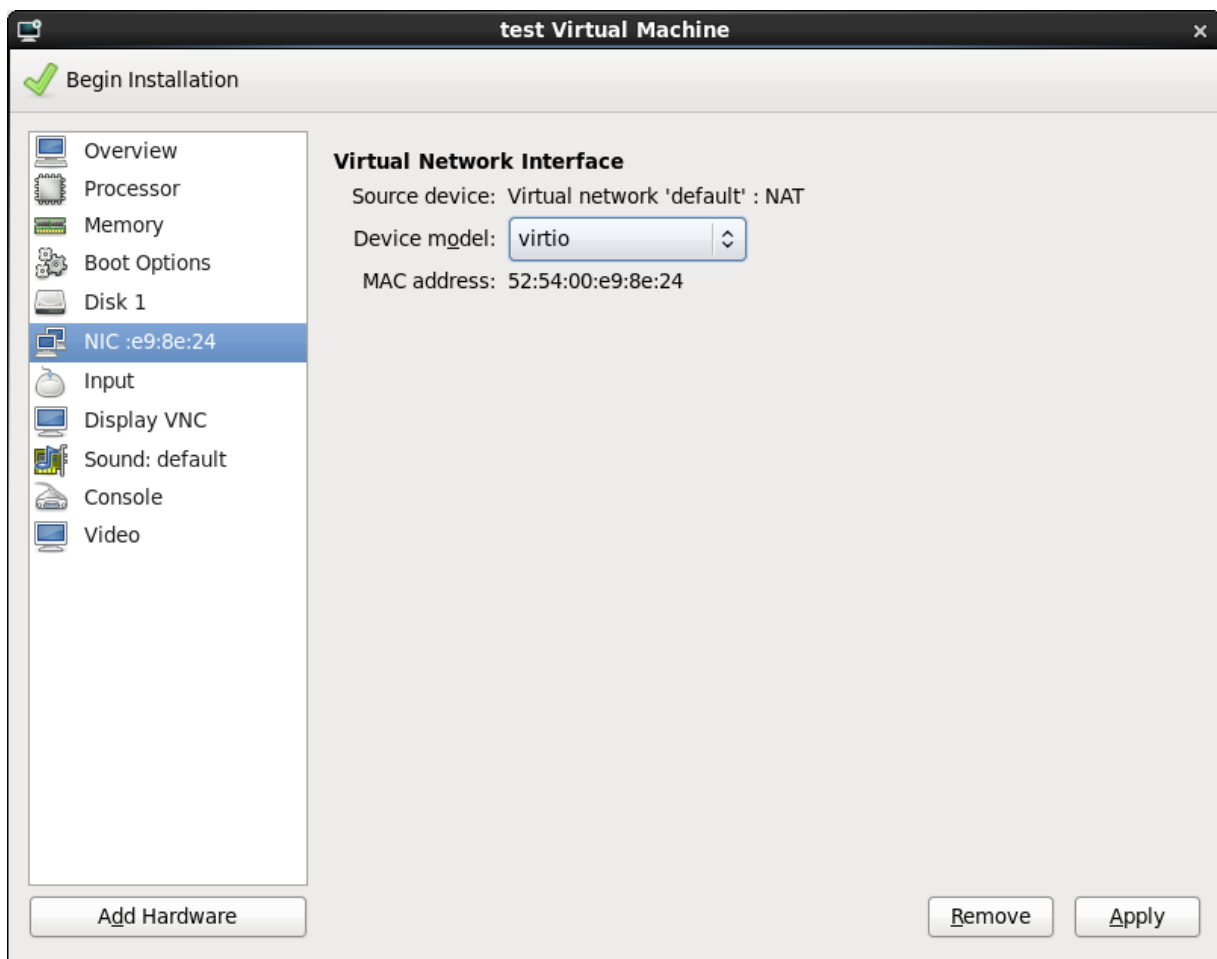 test Virtual Machine
Begin Installation
Overview
Processor
Memory
Boot Options
Disk 1
NIC :e9:8e:24
Input
Display VNC
Sound: default
Console
Video
Add Hardware
Virtual Network Interface
Source device: Virtual network 'default' : NAT
Device model: virtio
MAC address: 52:54:00:e9:8e:24
Remove
Apply